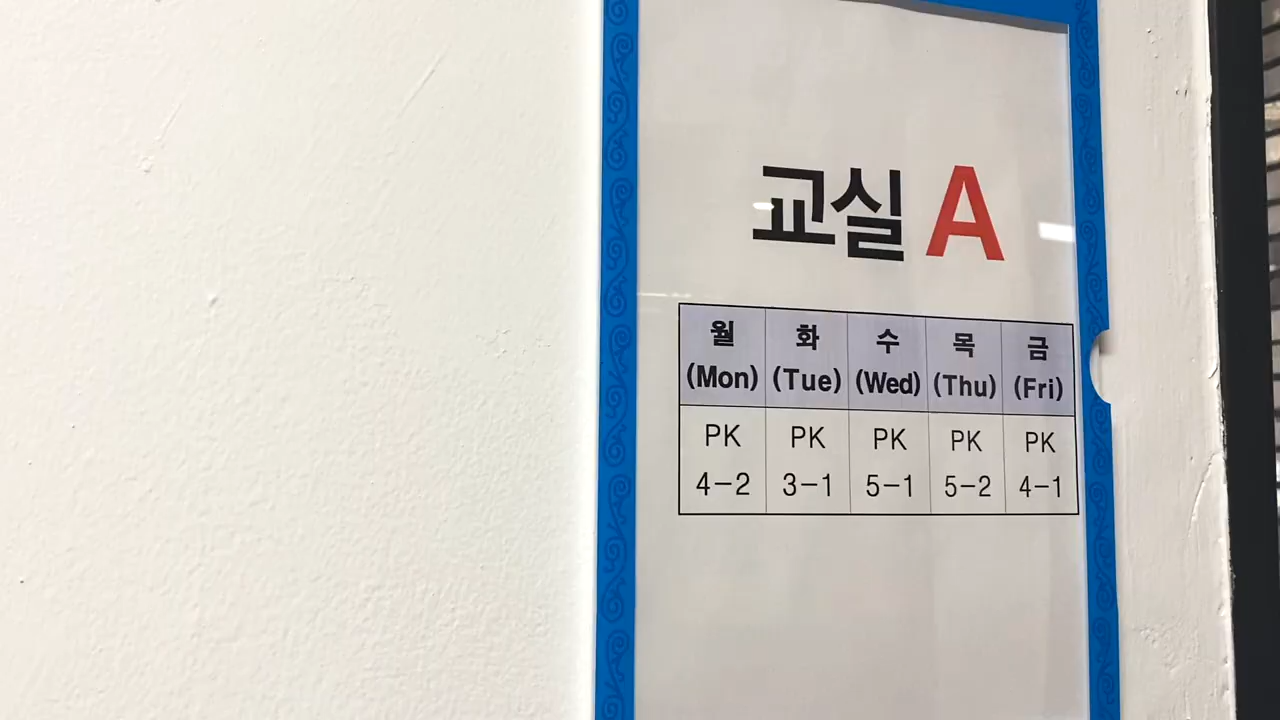 교실 A
월 화 수 목 금
(Mon) (Tue) (Wed) (Thu) (Fri)
PK PK PK PK PK
4-2 3-1 5-1 5-2 4-1